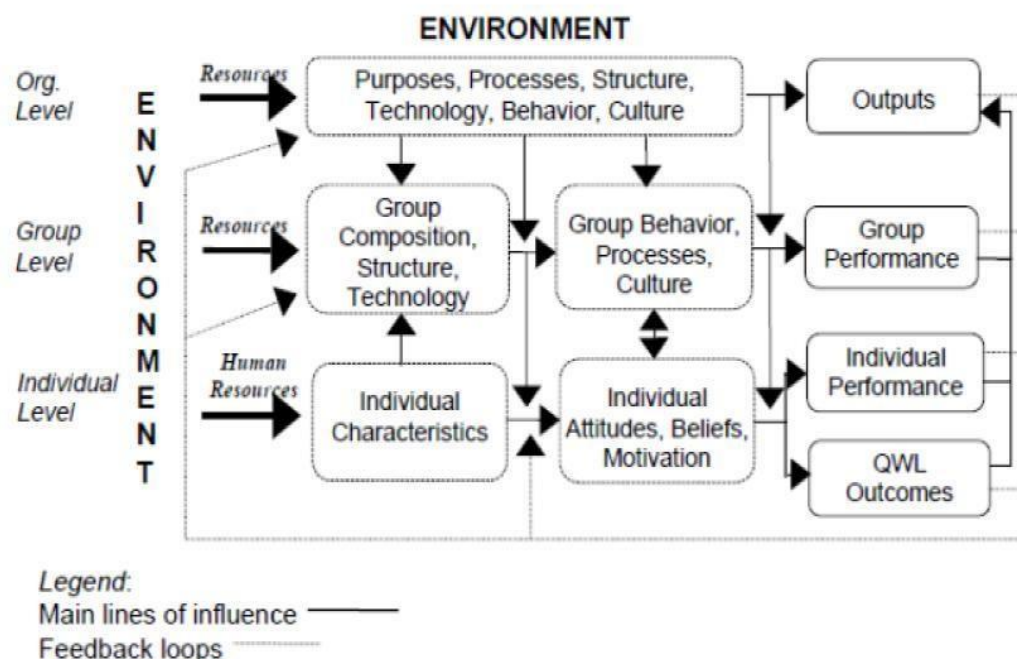 ENVIRONMENT
Org.
Level
ENVIRONMENT
Resources
Purposes, Processes, Structure,
Technology, Behavior, Culture
Outputs
Group
Level
Resources
Group
Composition,
Structure,
Technology
Group Behavior,
Processes,
Culture
Group
Performance
Individual
Level
Human
Resources
Individual
Characteristics
Individual
Attitudes, Beliefs,
Motivation
Individual
Performance
QWL
Outcomes
Legend:
Main lines of influence
Feedback loops